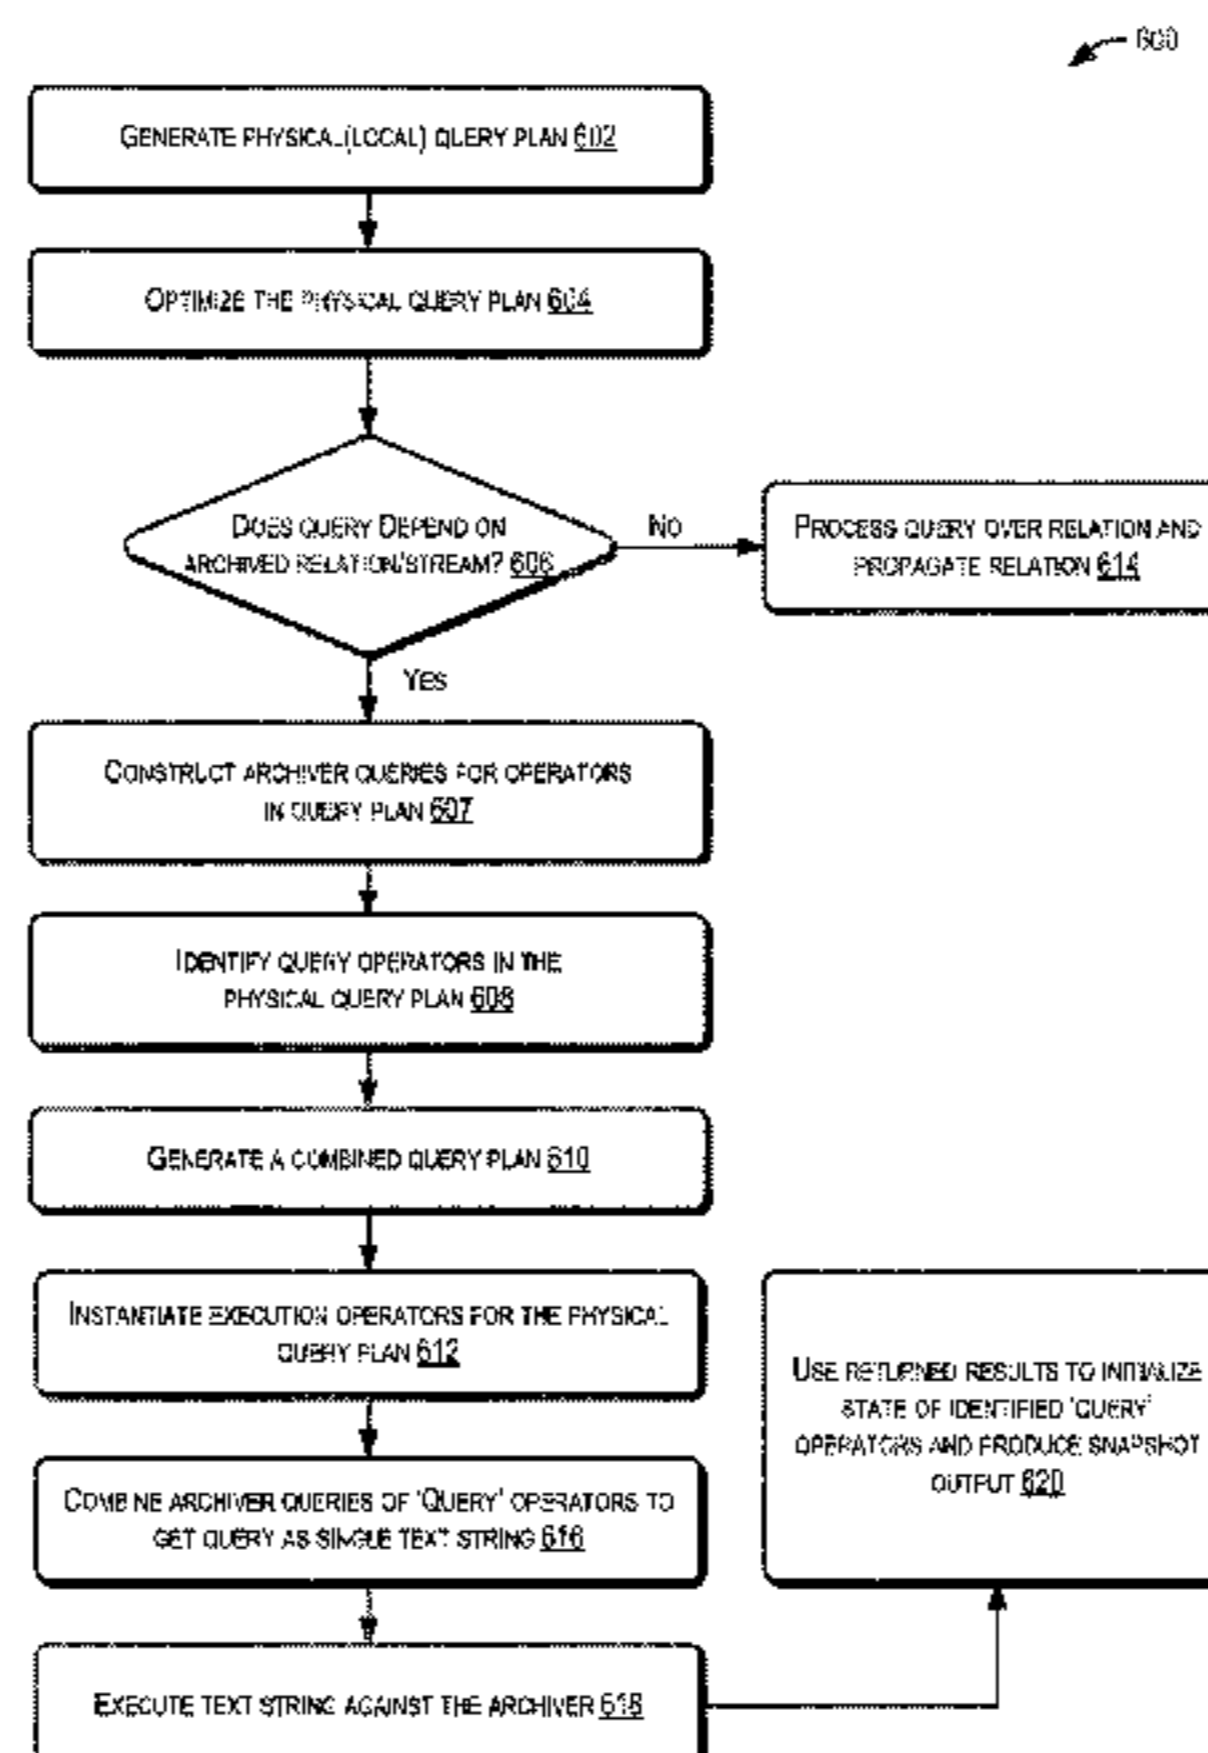 600
GENERATE PHYSICAL(LOCAL) QUERY PLAN 602
OPTIMIZE THE PHYSICAL QUERY PLAN 604
DOES QUERY DEPEND ON
ARCHIVED RELATION/STREAM? 606
NO
PROCESS QUERY OVER RELATION AND
PROPAGATE RELATION 614
YES
CONSTRUCT ARCHIVER QUERIES FOR OPERATORS
IN QUERY PLAN 607
IDENTIFY QUERY OPERATORS IN THE
PHYSICAL QUERY PLAN 608
GENERATE A COMBINED QUERY PLAN 610
INSTANTIATE EXECUTION OPERATORS FOR THE PHYSICAL
QUERY PLAN 612
USE RETURNED RESULTS TO INITIALIZE
STATE OF IDENTIFIED 'QUERY'
OPERATORS AND PRODUCE SNAPSHOT
OUTPUT 620
COMBINE ARCHIVER QUERIES OF 'QUERY' OPERATORS TO
GET QUERY AS SINGLE TEXT STRING 616
EXECUTE TEXT STRING AGAINST THE ARCHIVER 618